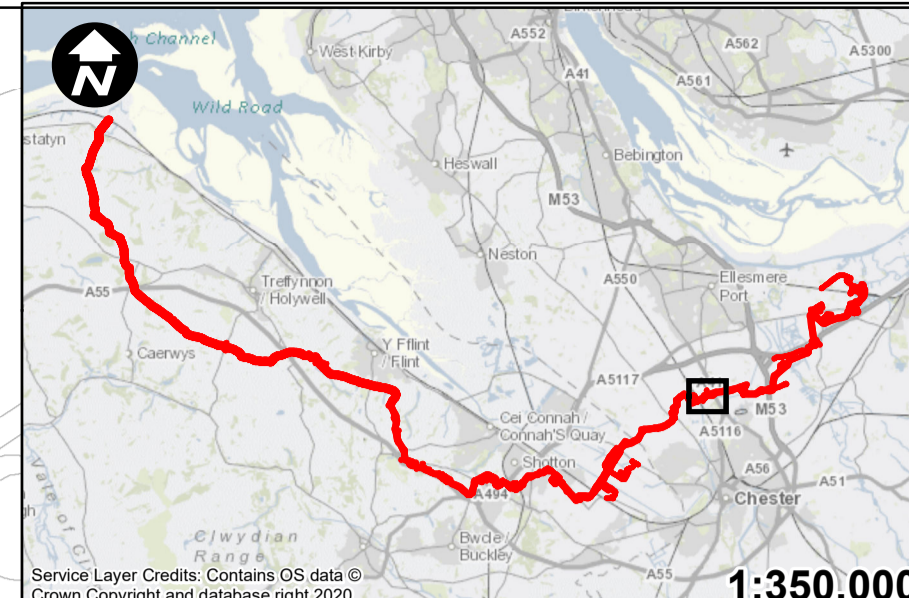 N
h Channel
Wild Road
West Kirby
A552
A562
A5300
A41
A561
statyn
Heswall
Bebington
M53
Neston
Treffynnon
/ Holywell
A550
Ellesmere
Port
A55
Caerwys
Y Fflint
/ Flint
A5117
M53
Cei Connah /
Connah'S Quay
A5116
Shotton
A494
A56
A51
Chester
Clwydian
Range
Bwcle /
Buckley
A55
Service Layer Credits: Contains OS data ©
Crown Copyright and database right 2020
1:350,000